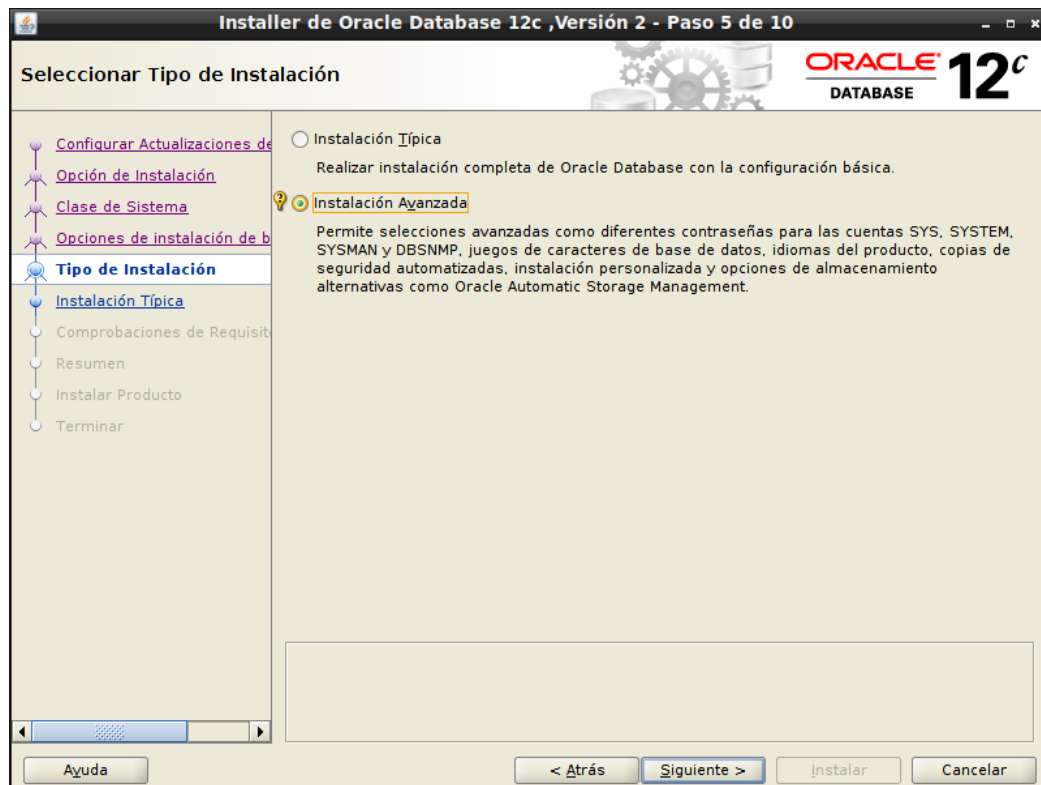 Installer de Oracle Database 12c ,Versión 2 - Paso 5 de 10
Seleccionar Tipo de Instalación
ORACLE
DATABASE
12c
Configurar Actualizaciones de
Opción de Instalación
Clase de Sistema
Opciones de instalación de b
Tipo de Instalación
Instalación Típica
Comprobaciones de Requisit
Resumen
Instalar Producto
Terminar
Instalación Típica
Realizar instalación completa de Oracle Database con la configuración básica.
Instalación Avanzada
Permite selecciones avanzadas como diferentes contraseñas para las cuentas SYS, SYSTEM,
SYSMAN y DBSNMP, juegos de caracteres de base de datos, idiomas del producto, copias de
seguridad automatizadas, instalación personalizada y opciones de almacenamiento
alternativas como Oracle Automatic Storage Management.
Ayuda
< Atrás
Siguiente >
Instalar
Cancelar